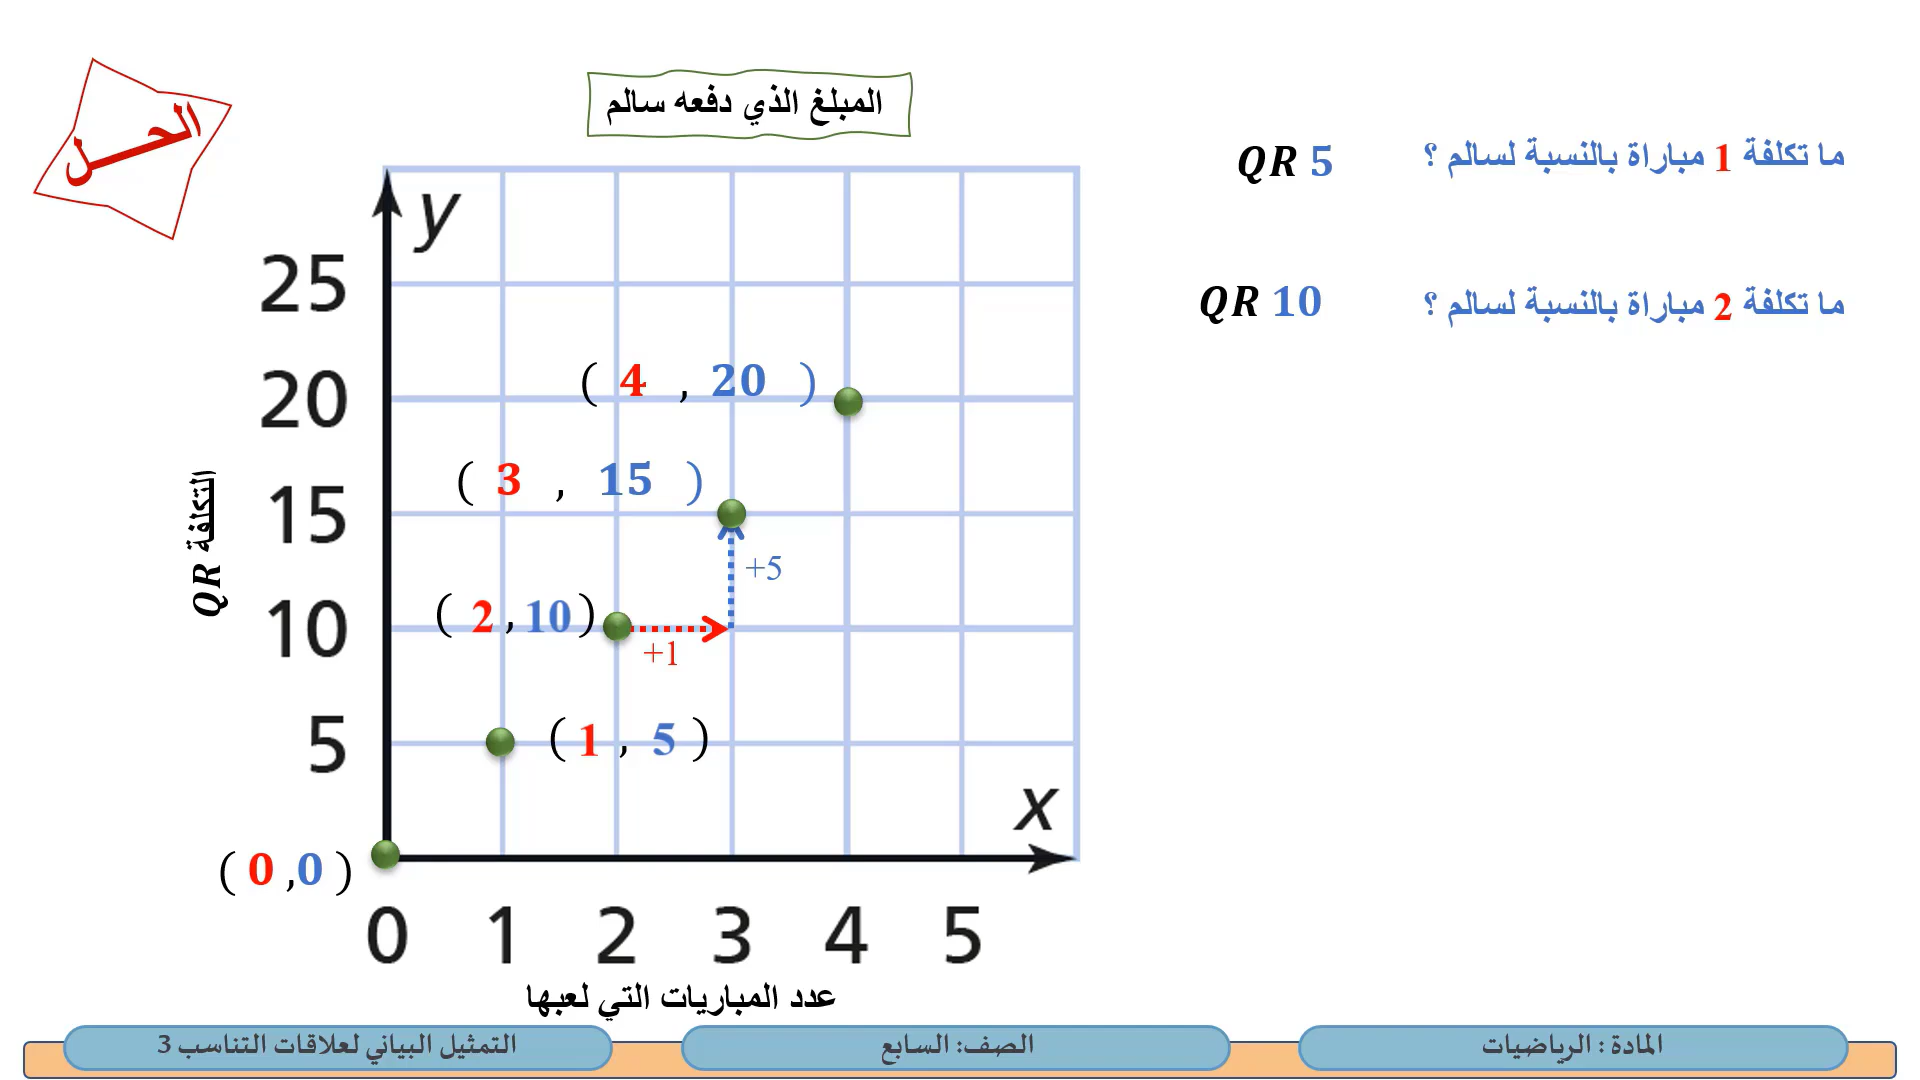 الحل
المبلغ الذي دفعه سالم
ما تكلفة 1 مباراة بالنسبة لسالم ؟
QR 5
ما تكلفة 2 مباراة بالنسبة لسالم ؟
QR 10
y
25
20
15
10
5
( 4 , 20 )
( 3 , 15 )
+5
( 2 , 10 )
+1
( 1 , 5 )
( 0 ,0 )
x
التكلفة QR
0 1 2 3 4 5
عدد المباريات التي لعبها
المادة : الرياضيات
الصف: السابع
التمثيل البياني لعلاقات التناسب 3